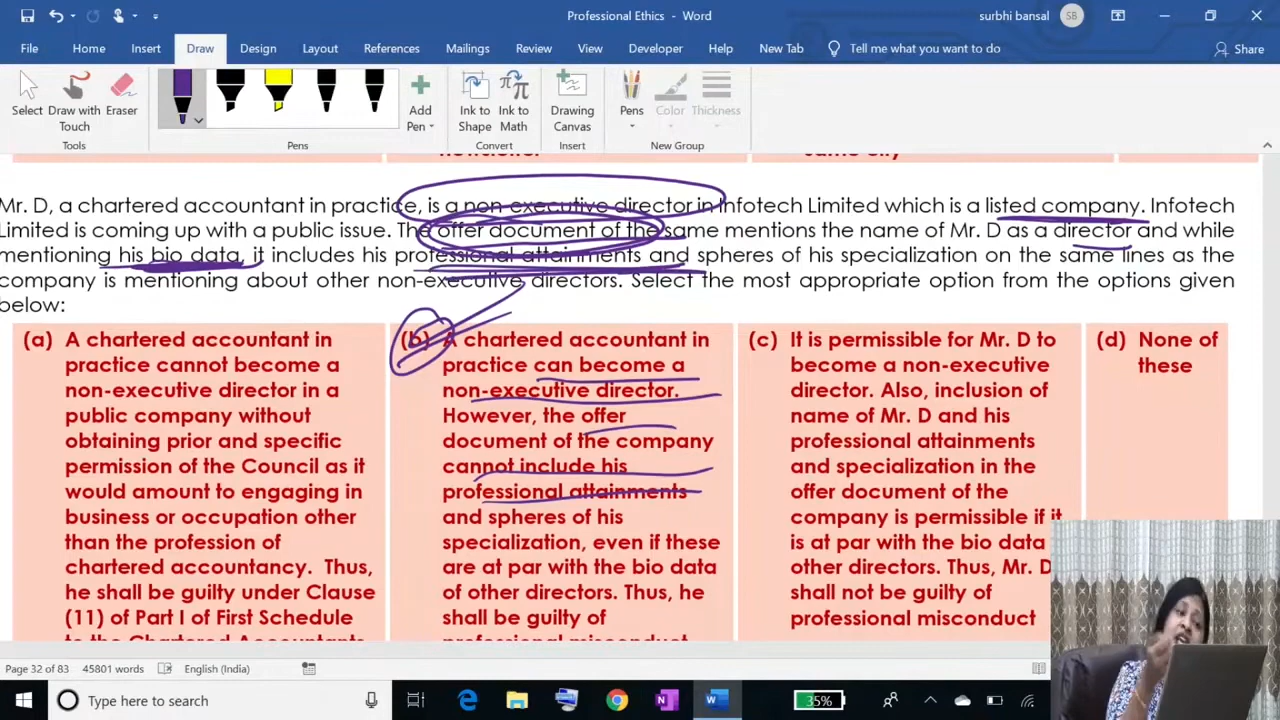 Professional Ethics - Word
surbhi bansal
SB
File Home Insert Draw Design Layout References Mailings Review View Developer Help New Tab Tell me what you want to do Share
Select Draw with Touch Eraser
Add Pen
Ink to Shape Ink to Math
Drawing Canvas
Pens Color Thickness
Tools Pens Convert Insert New Group
newsletter same city
Mr. D, a chartered accountant in practice, is a non executive director in Infotech Limited which is a listed company. Infotech
Limited is coming up with a public issue. The offer document of the same mentions the name of Mr. D as a director and while
mentioning his bio data, it includes his professional attainments and spheres of his specialization on the same lines as the
company is mentioning about other non-executive directors. Select the most appropriate option from the options given
below:
(a) A chartered accountant in
practice cannot become a
non-executive director in a
public company without
obtaining prior and specific
permission of the Council as it
would amount to engaging in
business or occupation other
than the profession of
chartered accountancy. Thus,
he shall be guilty under Clause
(11) of Part I of First Schedule
to the Chartered Accountants
(b) A chartered accountant in
practice can become a
non-executive director.
However, the offer
document of the company
cannot include his
professional attainments
and spheres of his
specialization, even if these
are at par with the bio data
of other directors. Thus, he
shall be guilty of
professional misconduct
(c) It is permissible for Mr. D to
become a non-executive
director. Also, inclusion of
name of Mr. D and his
professional attainments
and specialization in the
offer document of the
company is permissible if it
is at par with the bio data
other directors. Thus, Mr. D
shall not be guilty of
professional misconduct
(d) None of
these
Page 32 of 83 45801 words English (India)
Type here to search
35%